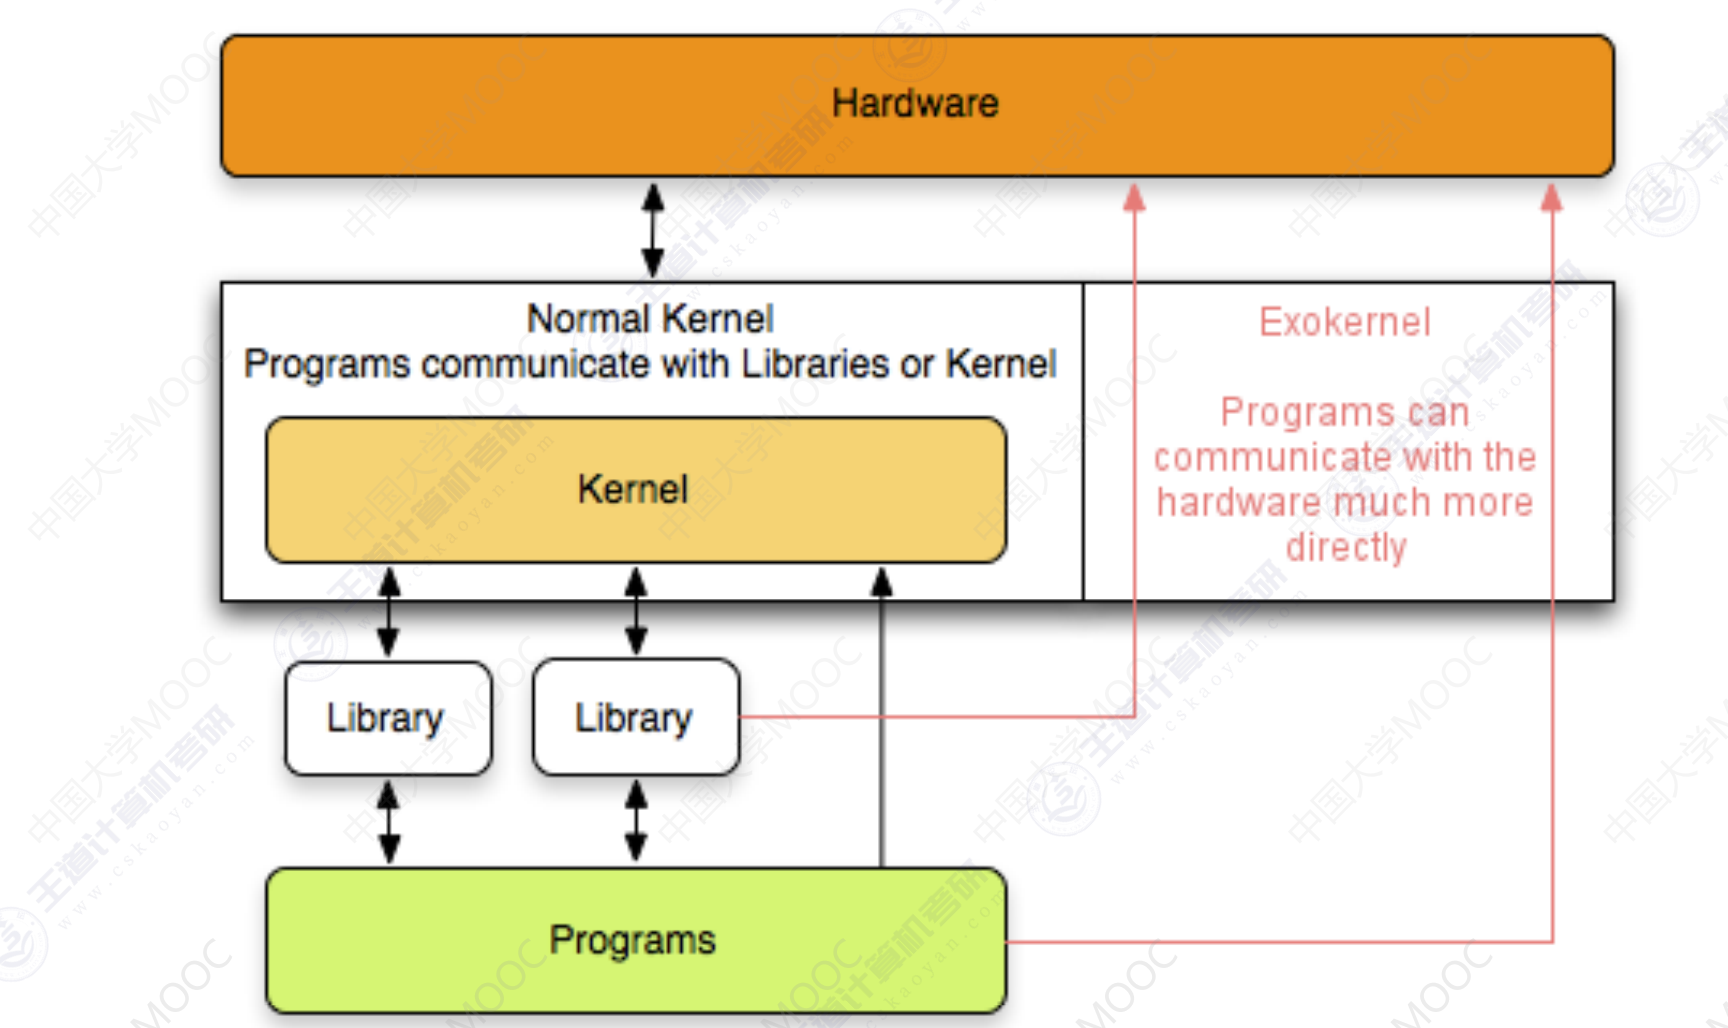 Hardware
Normal Kernel
Programs communicate with Libraries or Kernel
Exokernel
Programs can
communicate with the
hardware much more
directly
Kernel
Library
Library
Programs
中国大学MOOC
王道计算机考研
www.cskaoyan.com